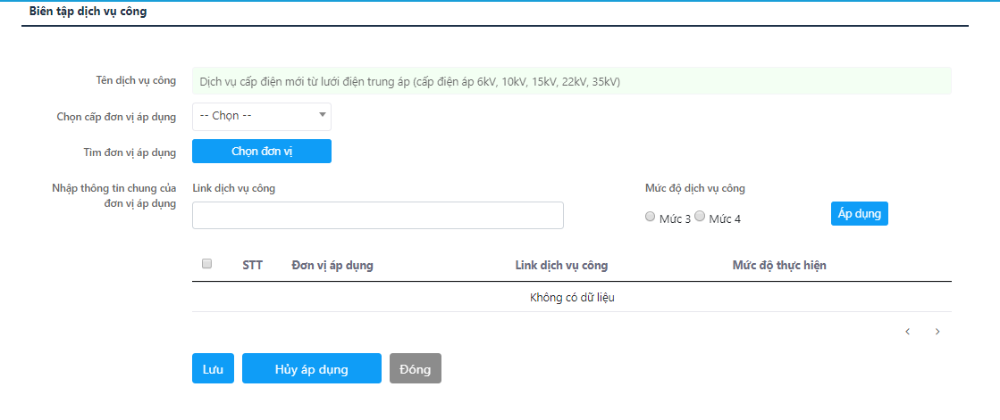 Biên tập dịch vụ công
Tên dịch vụ công
Dịch vụ cấp điện mới từ lưới điện trung áp (cấp điện áp 6kV, 10kV, 15kV, 22kV, 35kV)
Chọn cấp đơn vị áp dụng
-- Chọn --
Tìm đơn vị áp dụng
Chọn đơn vị
Nhập thông tin chung của
đơn vị áp dụng
Link dịch vụ công
Mức độ dịch vụ công
Mức 3
Mức 4
Áp dụng
STT
Đơn vị áp dụng
Link dịch vụ công
Mức độ thực hiện
Không có dữ liệu
Lưu
Hủy áp dụng
Đóng